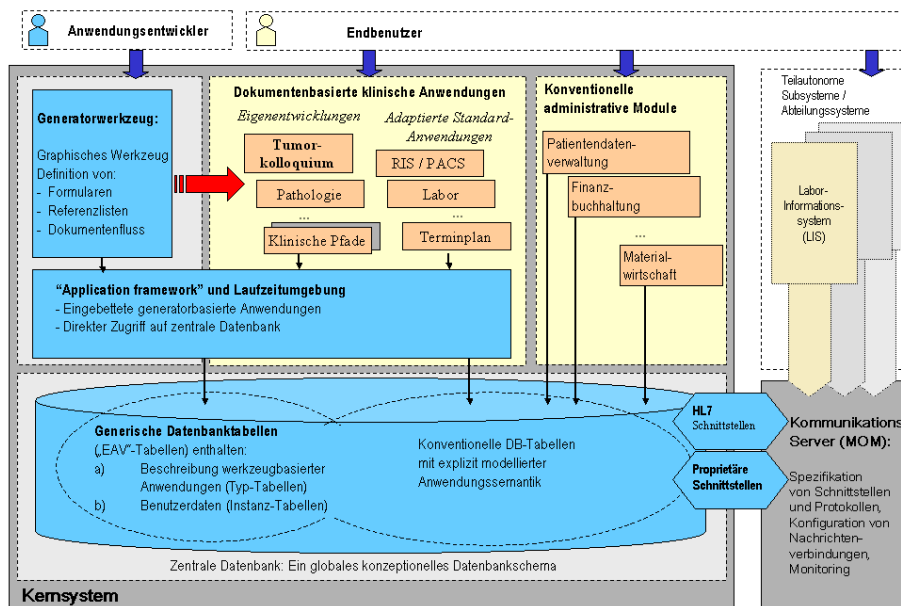 Anwendungsentwickler
Endbenutzer
Generatorwerkzeug:
Graphisches Werkzeug
Definition von:
- Formularen
- Referenzlisten
- Dokumentenfluss
Dokumentenbasierte klinische Anwendungen
Eigenentwicklungen
Tumor-
kolloquium
Pathologie
...
Klinische Pfade
Adaptierte Standard-
Anwendungen
RIS / PACS
Labor
...
Terminplan
Konventionelle
administrative Module
Patientendaten-
verwaltung
Finanz-
buchhaltung
...
Material-
wirtschaft
Teilautonome
Subsysteme /
Abteilungssysteme
Labor-
Informations-
system
(LIS)
"Application framework" und Laufzeitumgebung
- Eingebettete generatorbasierte Anwendungen
- Direkter Zugriff auf zentrale Datenbank
Generische Datenbanktabellen
(„EAV"-Tabellen) enthalten:
a) Beschreibung werkzeugbasierter
Anwendungen (Typ-Tabellen)
b) Benutzerdaten (Instanz-Tabellen)
Konventionelle DB-Tabellen
mit explizit modellierter
Anwendungssemantik
HL7
Schnittstellen
Proprietäre
Schnittstellen
Kommunikations
Server (MOM):
Spezifikation
von Schnittstellen
und Protokollen,
Konfiguration von
Nachrichten-
verbindungen,
Monitoring
Zentrale Datenbank: Ein globales konzeptionelles Datenbankschema
Kernsystem